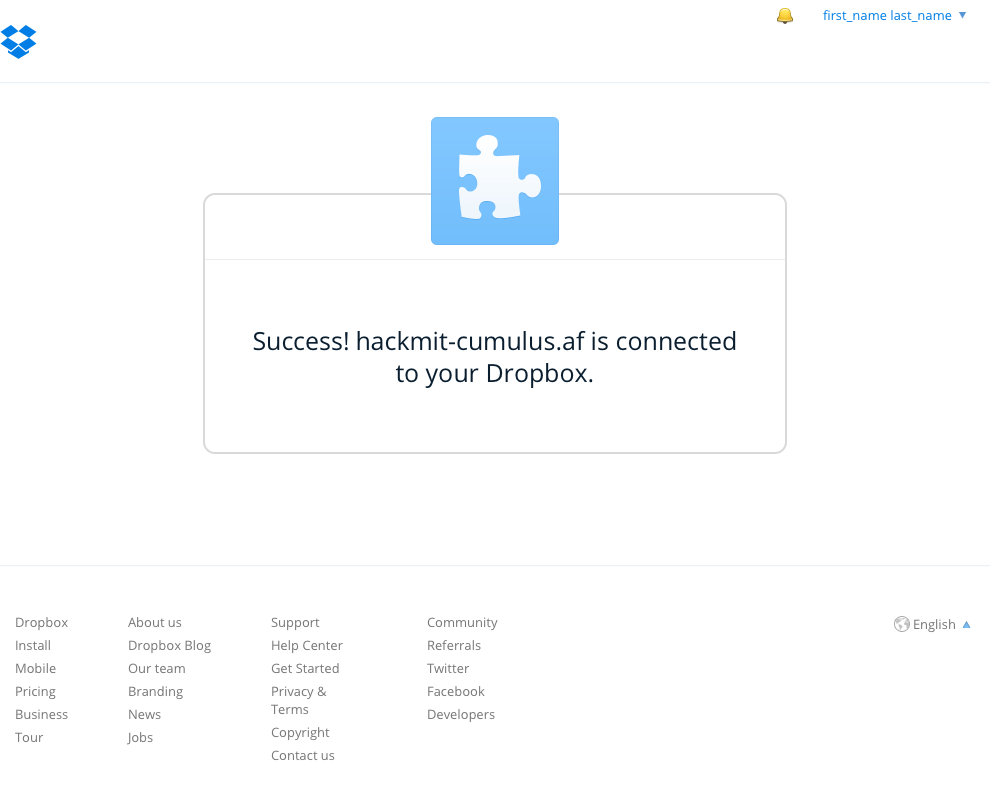 first_name last_name
Success! hackmit-cumulus.af is connected
to your Dropbox.
Dropbox
Install
Mobile
Pricing
Business
Tour
About us
Dropbox Blog
Our team
Branding
News
Jobs
Support
Help Center
Get Started
Privacy &
Terms
Copyright
Contact us
Community
Referrals
Twitter
Facebook
Developers
English